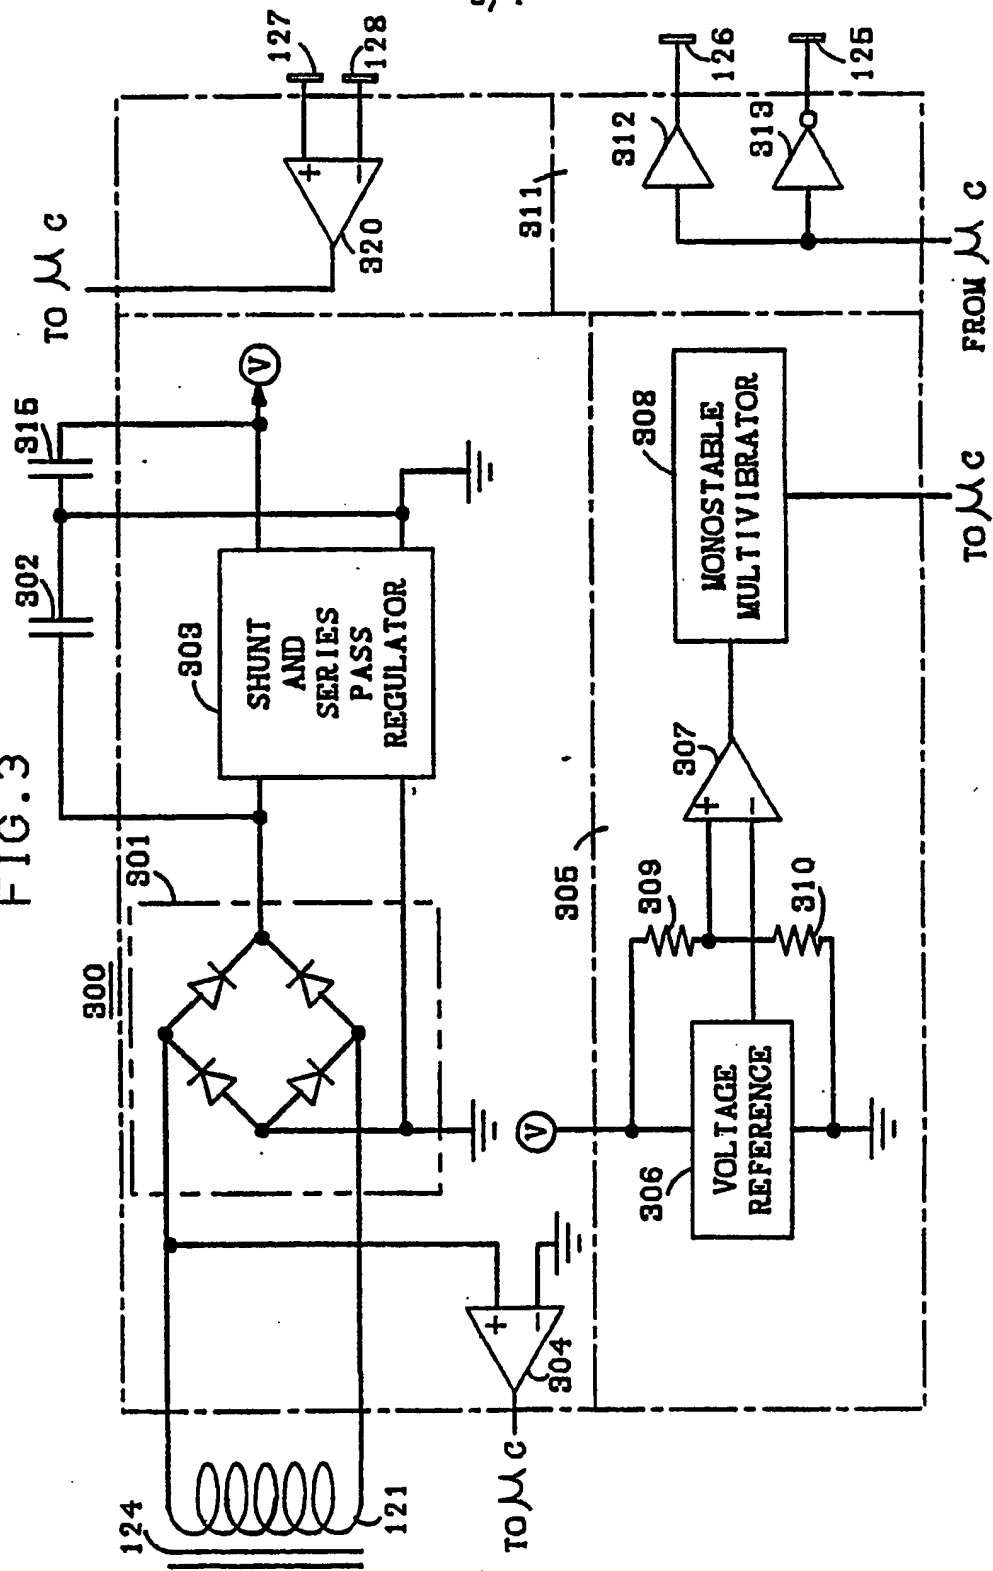 FIG.3
300
124
121
301
302
315
303
SHUNT
AND
SERIES
PASS
REGULATOR
V
TO μC
127
128
+
−
320
304
+
−
TO μC
305
311
V
306
VOLTAGE
REFERENCE
309
310
307
+
−
308
MONOSTABLE
MULTIVIBRATOR
TO μC
312
313
126
125
FROM μC